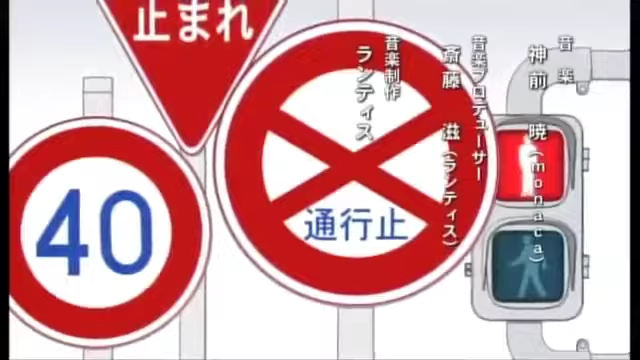 止まれ
40
通行止
音楽
神前 暁(monaca)
音楽プロデューサー
斎藤 滋(ランティス)
音楽制作
ランティス